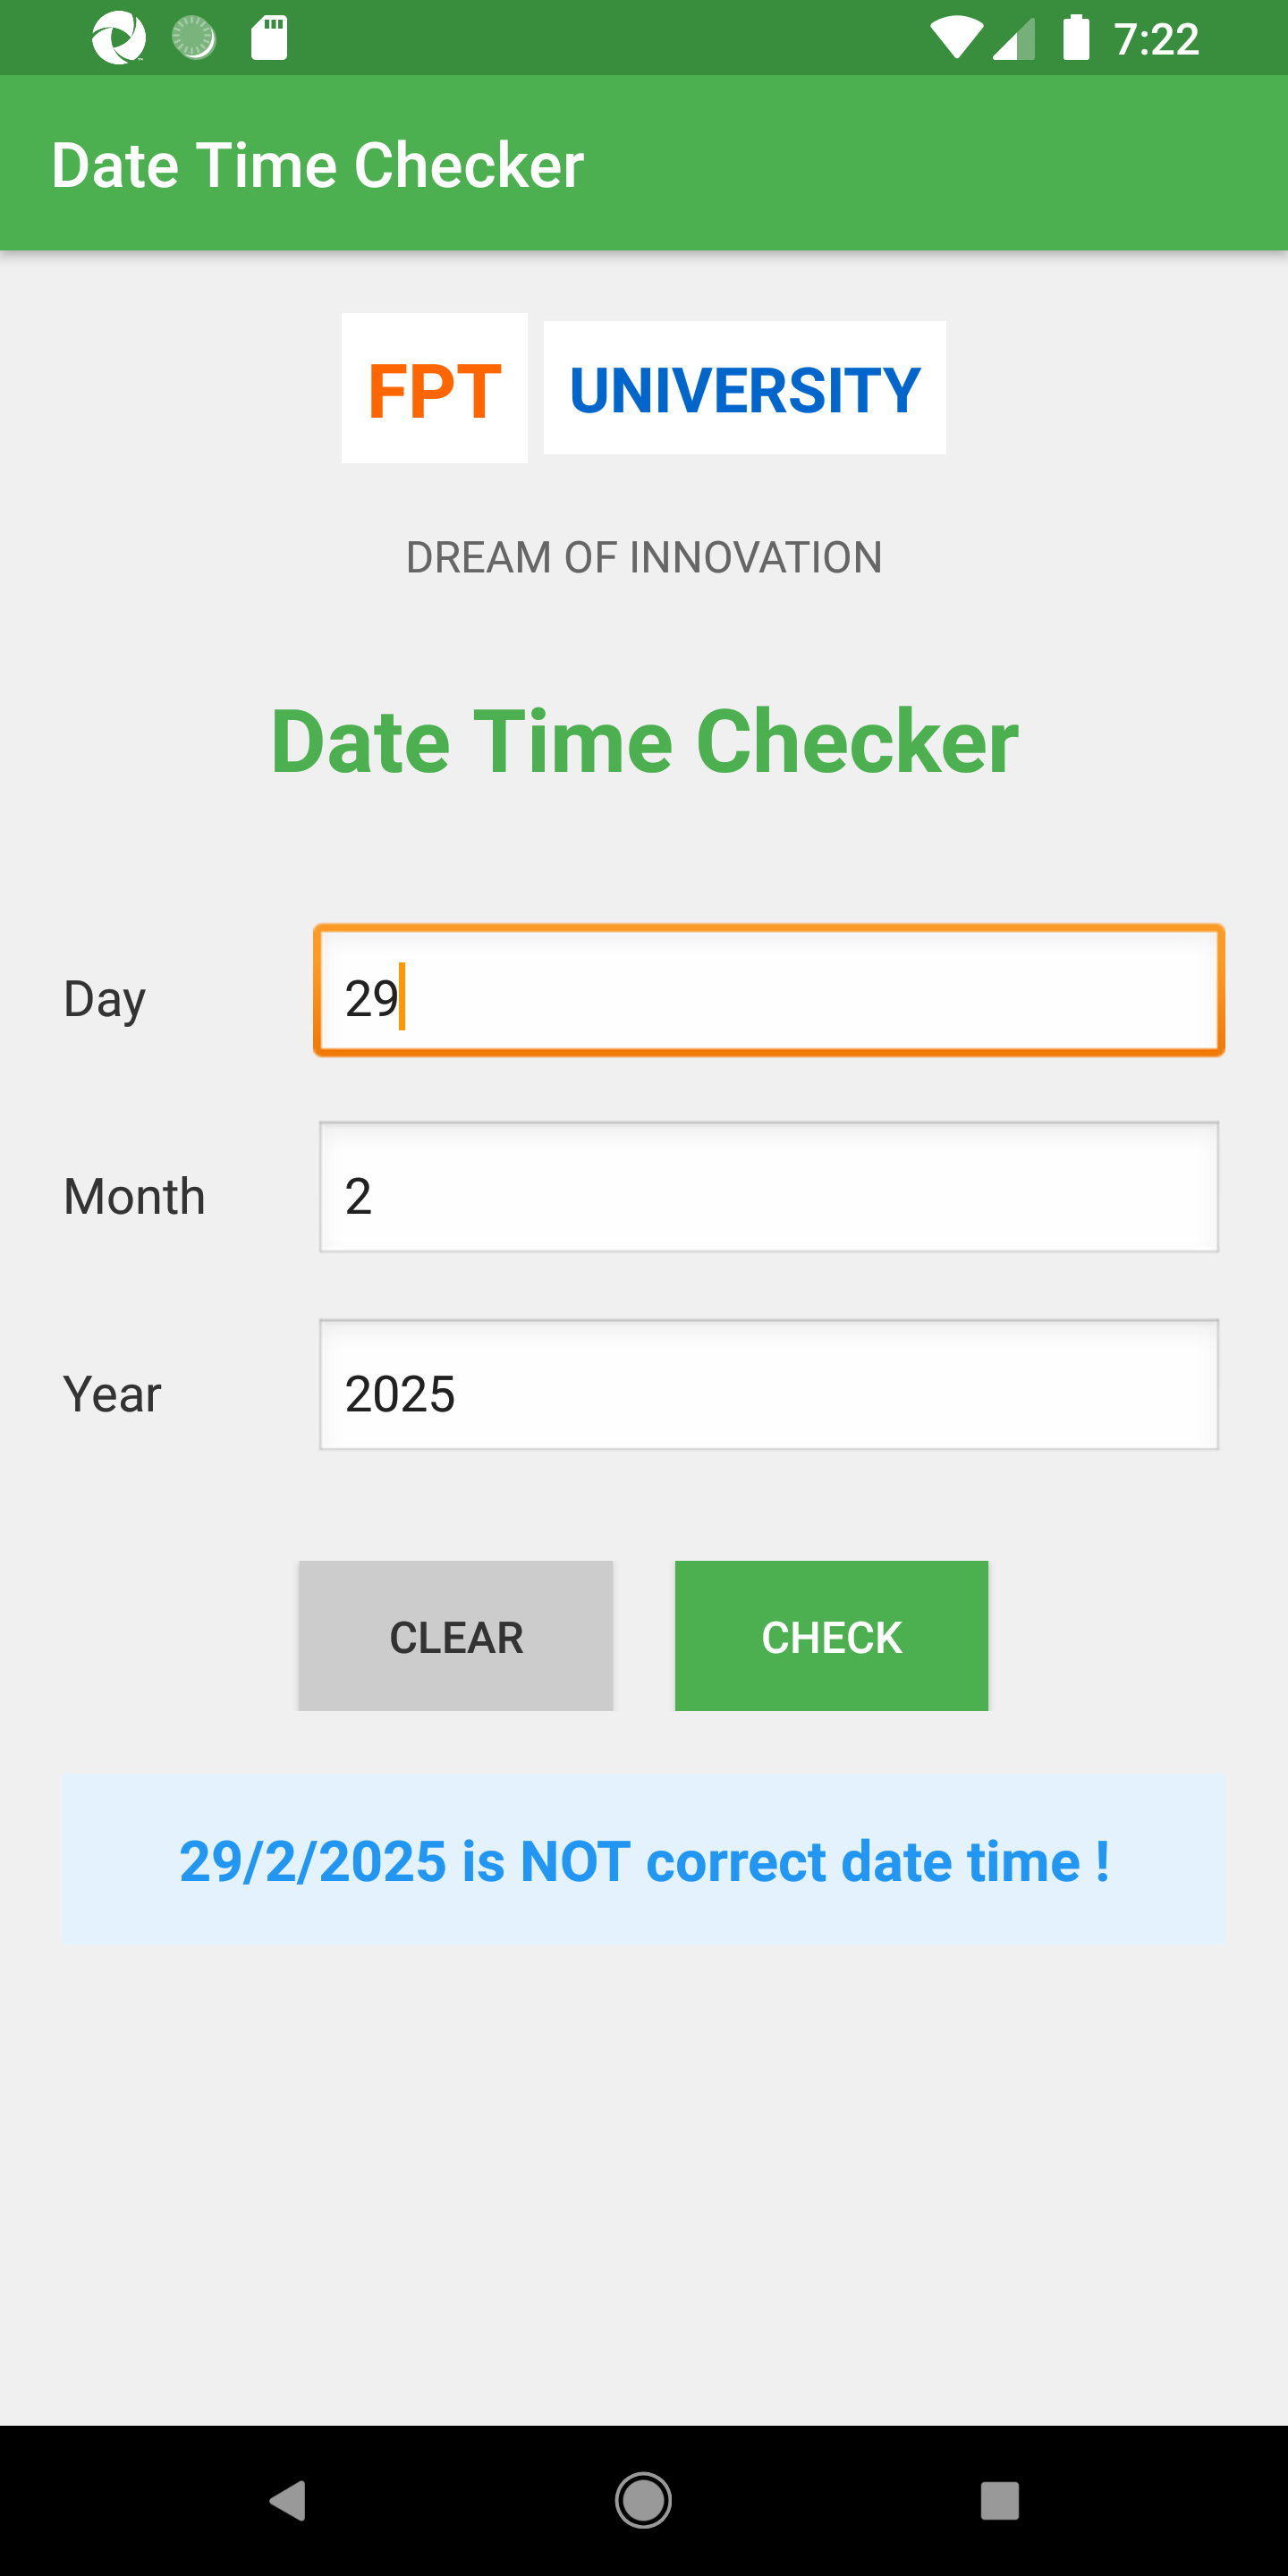 7:22
Date Time Checker
FPT UNIVERSITY
DREAM OF INNOVATION
Date Time Checker
Day 29
Month 2
Year 2025
CLEAR CHECK
29/2/2025 is NOT correct date time !